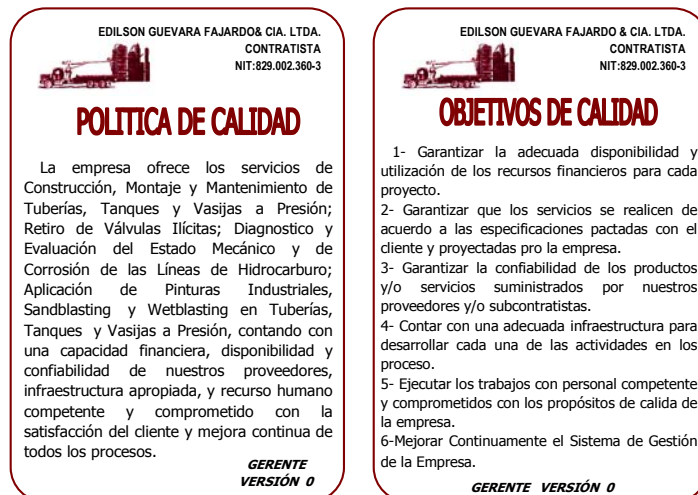 EDILSON GUEVARA FAJARDO& CIA. LTDA.
CONTRATISTA
NIT:829.002.360-3
POLITICA DE CALIDAD
La empresa ofrece los servicios de
Construcción, Montaje y Mantenimiento de
Tuberías, Tanques y Vasijas a Presión;
Retiro de Válvulas Ilícitas; Diagnostico y
Evaluación del Estado Mecánico y de
Corrosión de las Líneas de Hidrocarburo;
Aplicación de Pinturas Industriales,
Sandblasting y Wetblasting en Tuberías,
Tanques y Vasijas a Presión, contando con
una capacidad financiera, disponibilidad y
confiabilidad de nuestros proveedores,
infraestructura apropiada, y recurso humano
competente y comprometido con la
satisfacción del cliente y mejora continua de
todos los procesos.
GERENTE
VERSIÓN 0
EDILSON GUEVARA FAJARDO & CIA. LTDA.
CONTRATISTA
NIT:829.002.360-3
OBJETIVOS DE CALIDAD
1- Garantizar la adecuada disponibilidad y
utilización de los recursos financieros para cada
proyecto.
2- Garantizar que los servicios se realicen de
acuerdo a las especificaciones pactadas con el
cliente y proyectadas pro la empresa.
3- Garantizar la confiabilidad de los productos
y/o servicios suministrados por nuestros
proveedores y/o subcontratistas.
4- Contar con una adecuada infraestructura para
desarrollar cada una de las actividades en los
proceso.
5- Ejecutar los trabajos con personal competente
y comprometidos con los propósitos de calida de
la empresa.
6-Mejorar Continuamente el Sistema de Gestión
de la Empresa.
GERENTE VERSIÓN 0